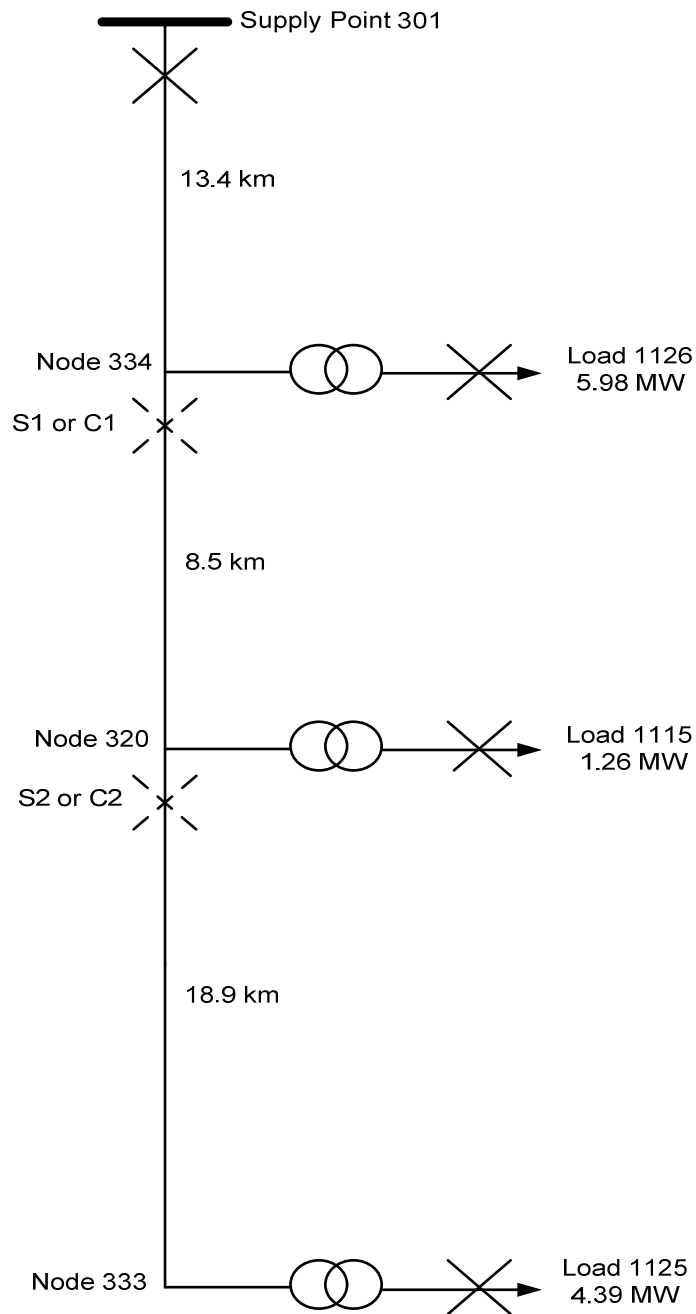 Supply Point 301
13.4 km
Node 334
Load 1126
5.98 MW
S1 or C1
8.5 km
Node 320
Load 1115
1.26 MW
S2 or C2
18.9 km
Node 333
Load 1125
4.39 MW